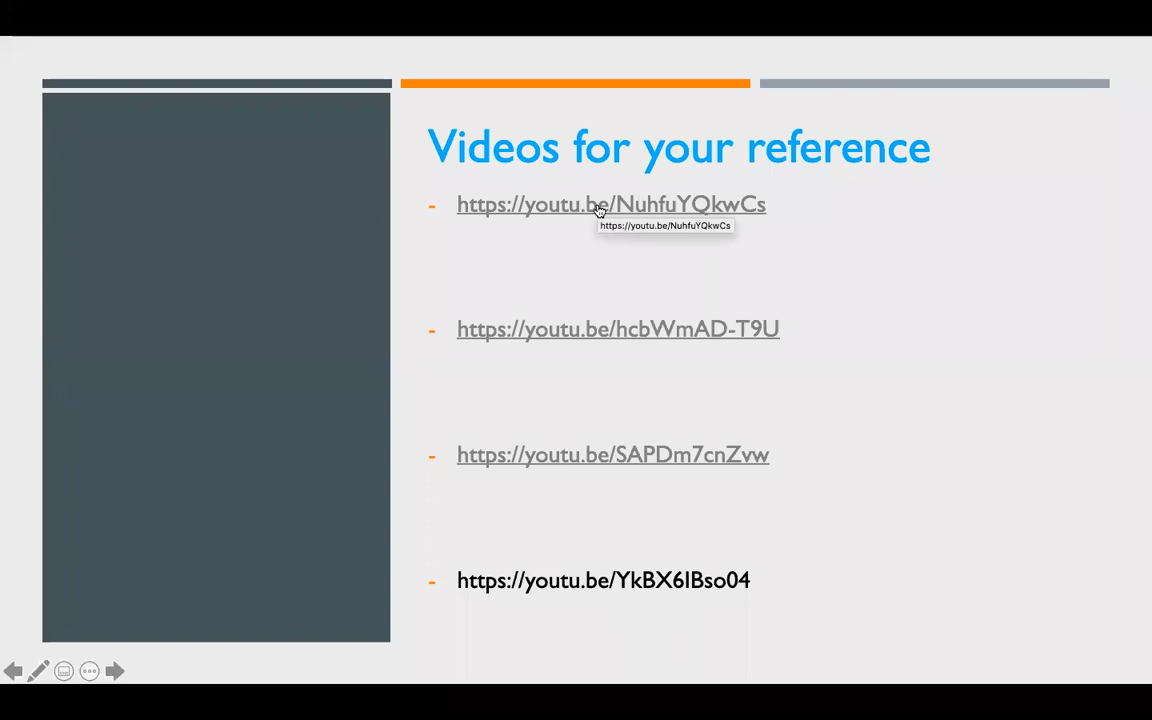 Videos for your reference
- https://youtu.be/NuhfuYQkwCs
https://youtu.be/NuhfuYQkwCs
- https://youtu.be/hcbWmAD-T9U
- https://youtu.be/SAPDm7cnZvw
- https://youtu.be/YkBX6IBso04